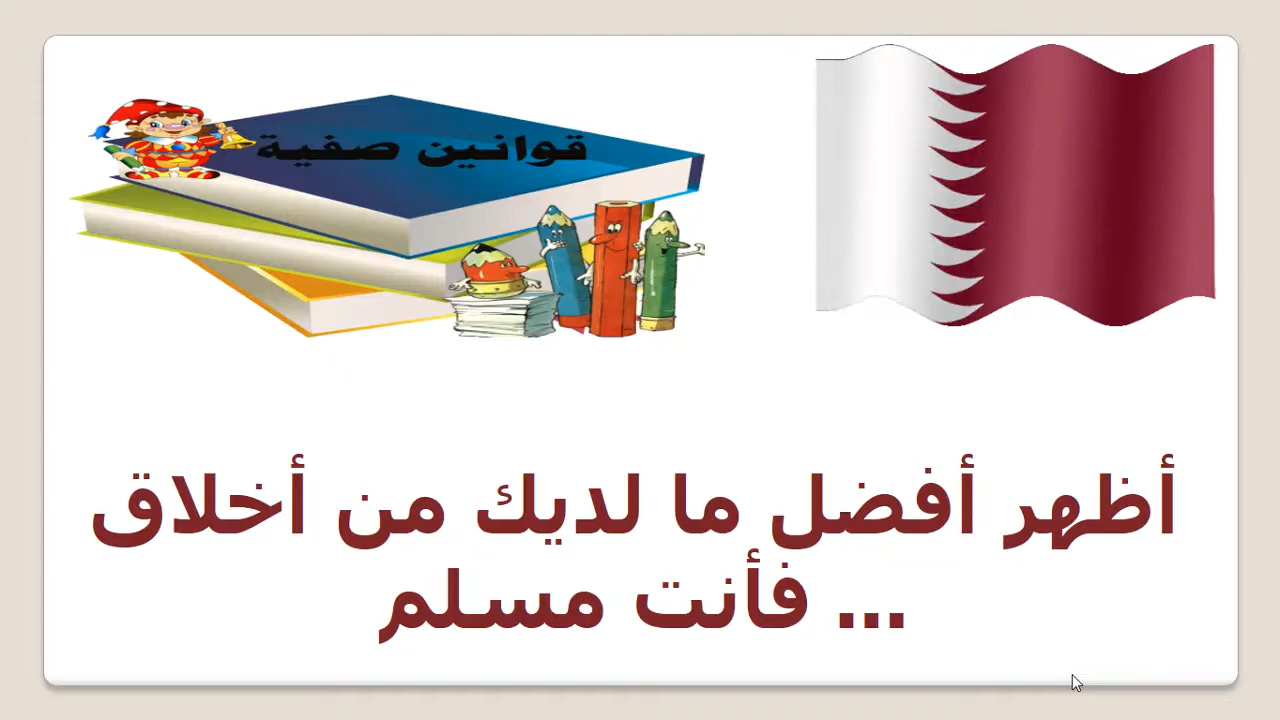 قوانين صفية
أظهر أفضل ما لديك من أخلاق
... فأنت مسلم